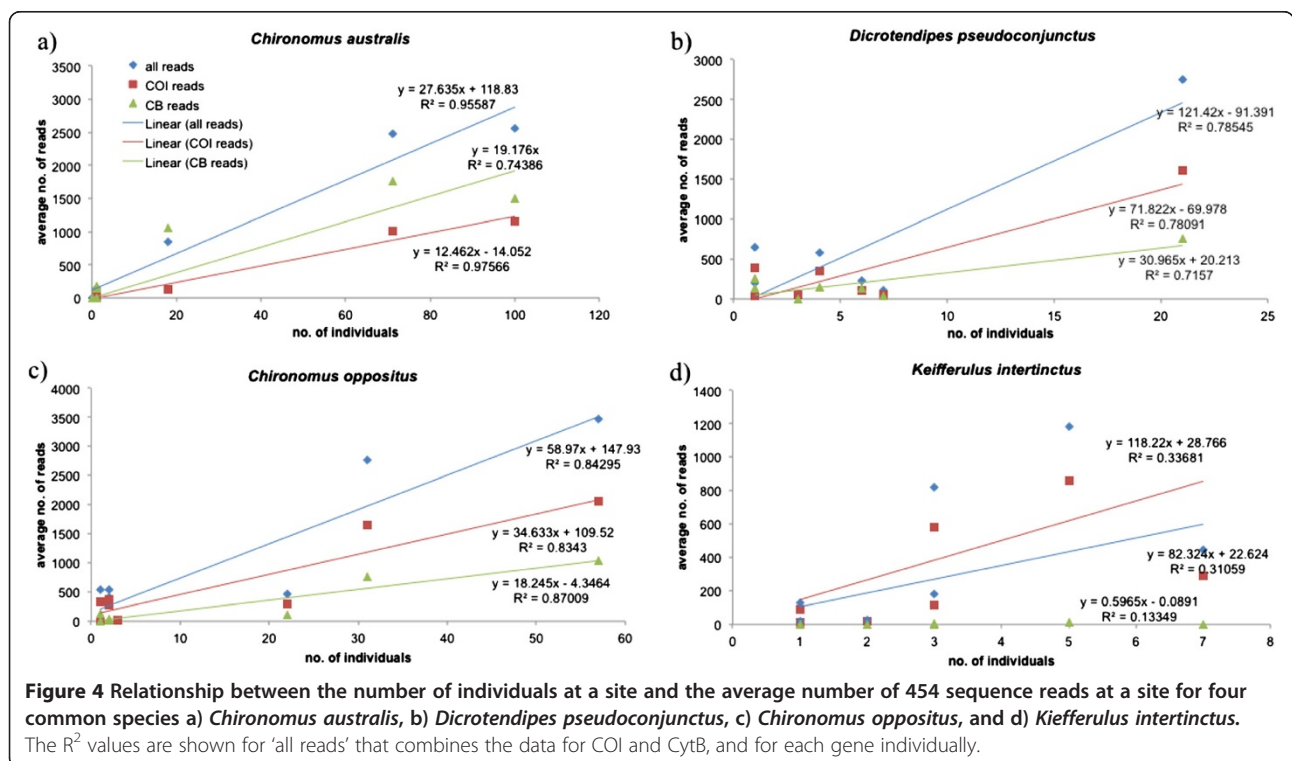 a)
Chironomus australis
3500
3000
2500
2000
1500
1000
500
0
average no. of reads
all reads
COI reads
CB reads
Linear (all reads)
Linear (COI reads)
Linear (CB reads)
y = 27.635x + 118.83
R² = 0.95587
y = 19.176x
R² = 0.74386
y = 12.462x - 14.052
R² = 0.97566
0 20 40 60 80 100 120
no. of individuals
b)
Dicrotendipes pseudoconjunctus
3000
2500
2000
1500
1000
500
0
average no. of reads
y = 121.42x - 91.391
R² = 0.78545
y = 71.822x - 69.978
R² = 0.78091
y = 30.965x + 20.213
R² = 0.7157
0 5 10 15 20 25
no. of individuals
c)
Chironomus oppositus
4000
3500
3000
2500
2000
1500
1000
500
0
average no. of reads
y = 58.97x + 147.93
R² = 0.84295
y = 34.633x + 109.52
R² = 0.8343
y = 18.245x - 4.3464
R² = 0.87009
0 10 20 30 40 50 60
no. of individuals
d)
Keifferulus intertinctus
1400
1200
1000
800
600
400
200
0
average no. of reads
y = 118.22x + 28.766
R² = 0.33681
y = 82.324x + 22.624
R² = 0.31059
y = 0.5965x - 0.0891
R² = 0.13349
0 1 2 3 4 5 6 7 8
no. of individuals
Figure 4 Relationship between the number of individuals at a site and the average number of 454 sequence reads at a site for four
common species a) Chironomus australis, b) Dicrotendipes pseudoconjunctus, c) Chironomus oppositus, and d) Kiefferulus intertinctus.
The R² values are shown for ‘all reads’ that combines the data for COI and CytB, and for each gene individually.